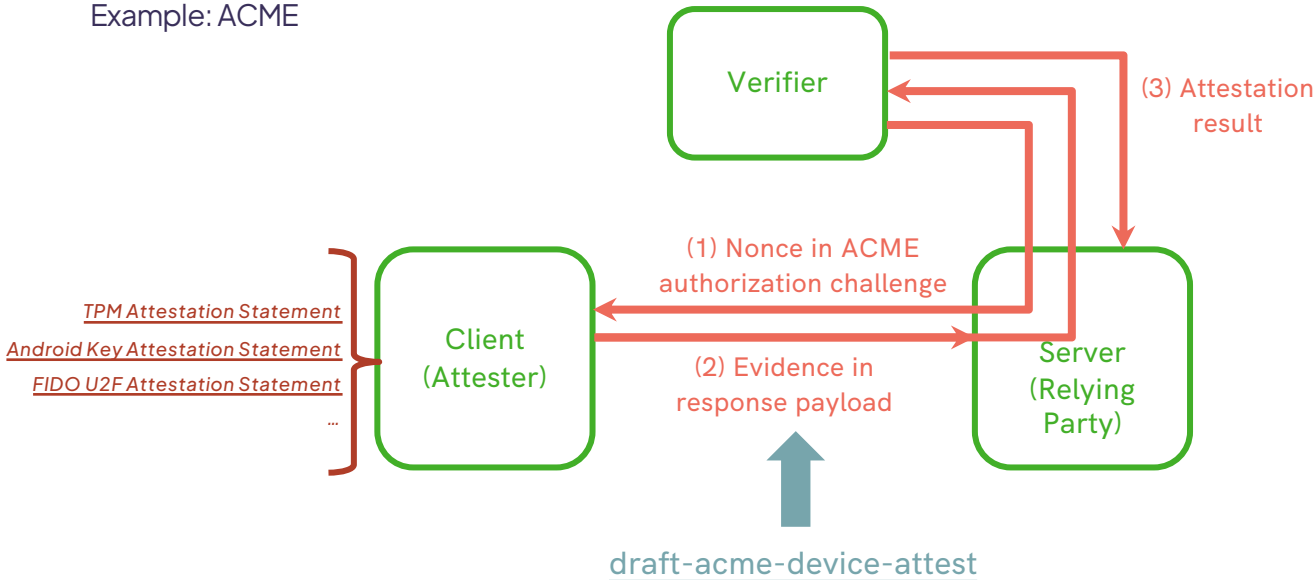 Example: ACME
Verifier
(3) Attestation
result
(1) Nonce in ACME
authorization challenge
TPM Attestation Statement
Android Key Attestation Statement
FIDO U2F Attestation Statement
…
Client
(Attester)
(2) Evidence in
response payload
Server
(Relying
Party)
draft-acme-device-attest